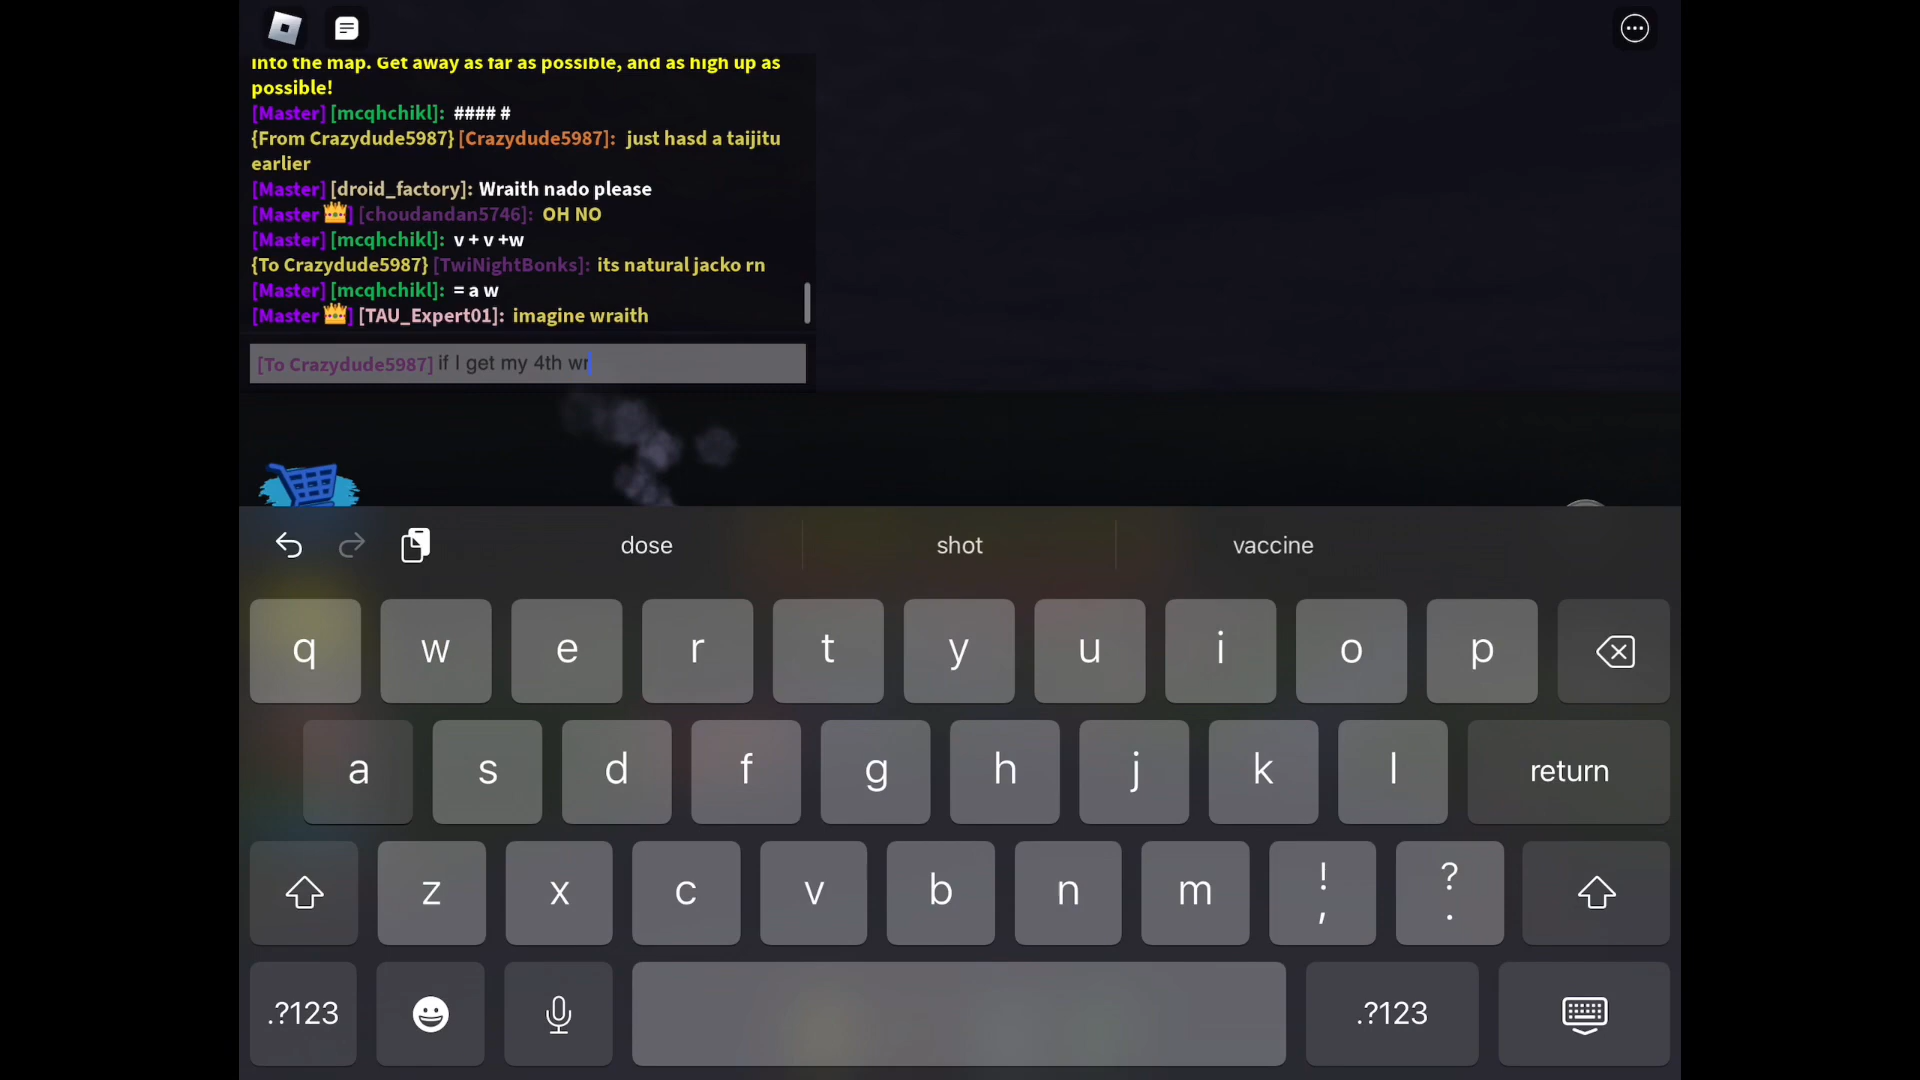 into the map. Get away as far as possible, and as high up as
possible!
[Master] [mcqhchikl]: #### #
{From Crazydude5987} [Crazydude5987]: just hasd a taijitu
earlier
[Master] [droid_factory]: Wraith nado please
[Master 👑] [choudandan5746]: OH NO
[Master] [mcqhchikl]: v + v +w
{To Crazydude5987} [TwiNightBonks]: its natural jacko rn
[Master] [mcqhchikl]: = a w
[Master 👑] [TAU_Expert01]: imagine wraith
[To Crazydude5987] if I get my 4th wr
dose shot vaccine
q w e r t y u i o p
a s d f g h j k l return
z x c v b n m ! , ? .
.?123 .?123